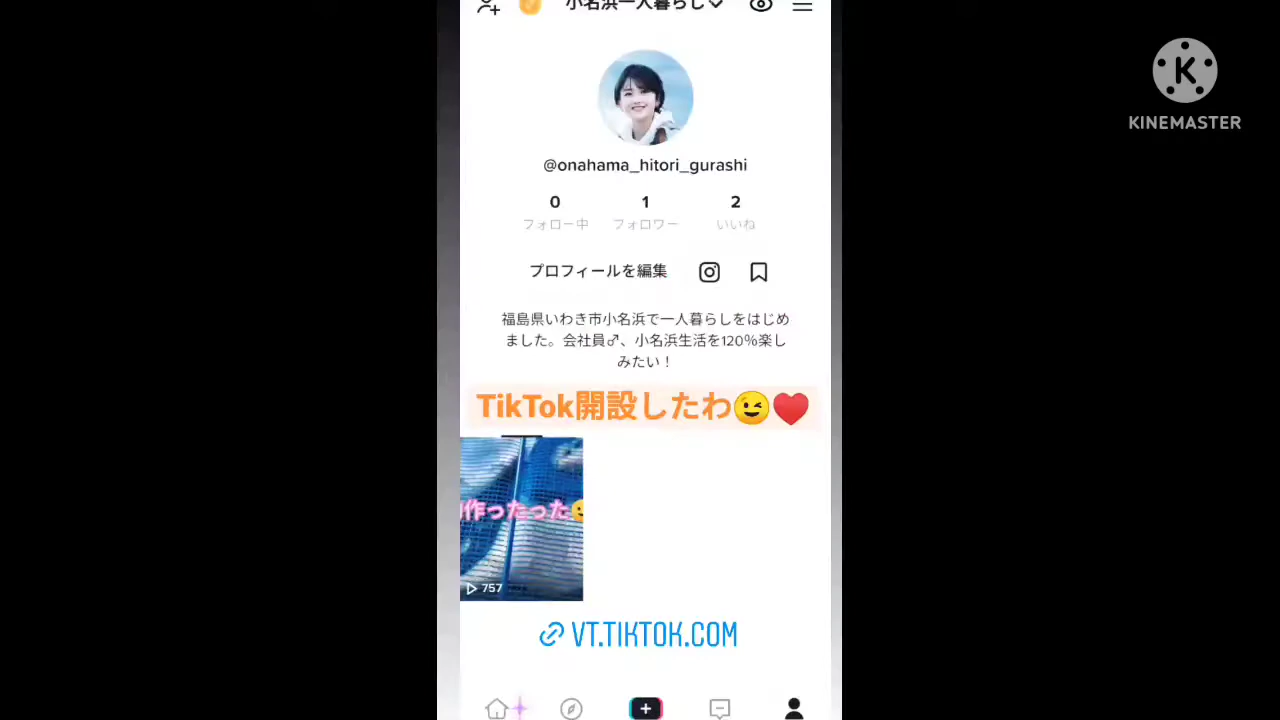 小名浜一人暮らし
KINEMASTER
@onahama_hitori_gurashi
0 1 2
フォロー中 フォロワー いいね
プロフィールを編集
福島県いわき市小名浜で一人暮らしをはじめ
ました。会社員♂、小名浜生活を120%楽し
みたい！
TikTok開設したわ😉♥️
作ったった
757
VT.TIKTOK.COM